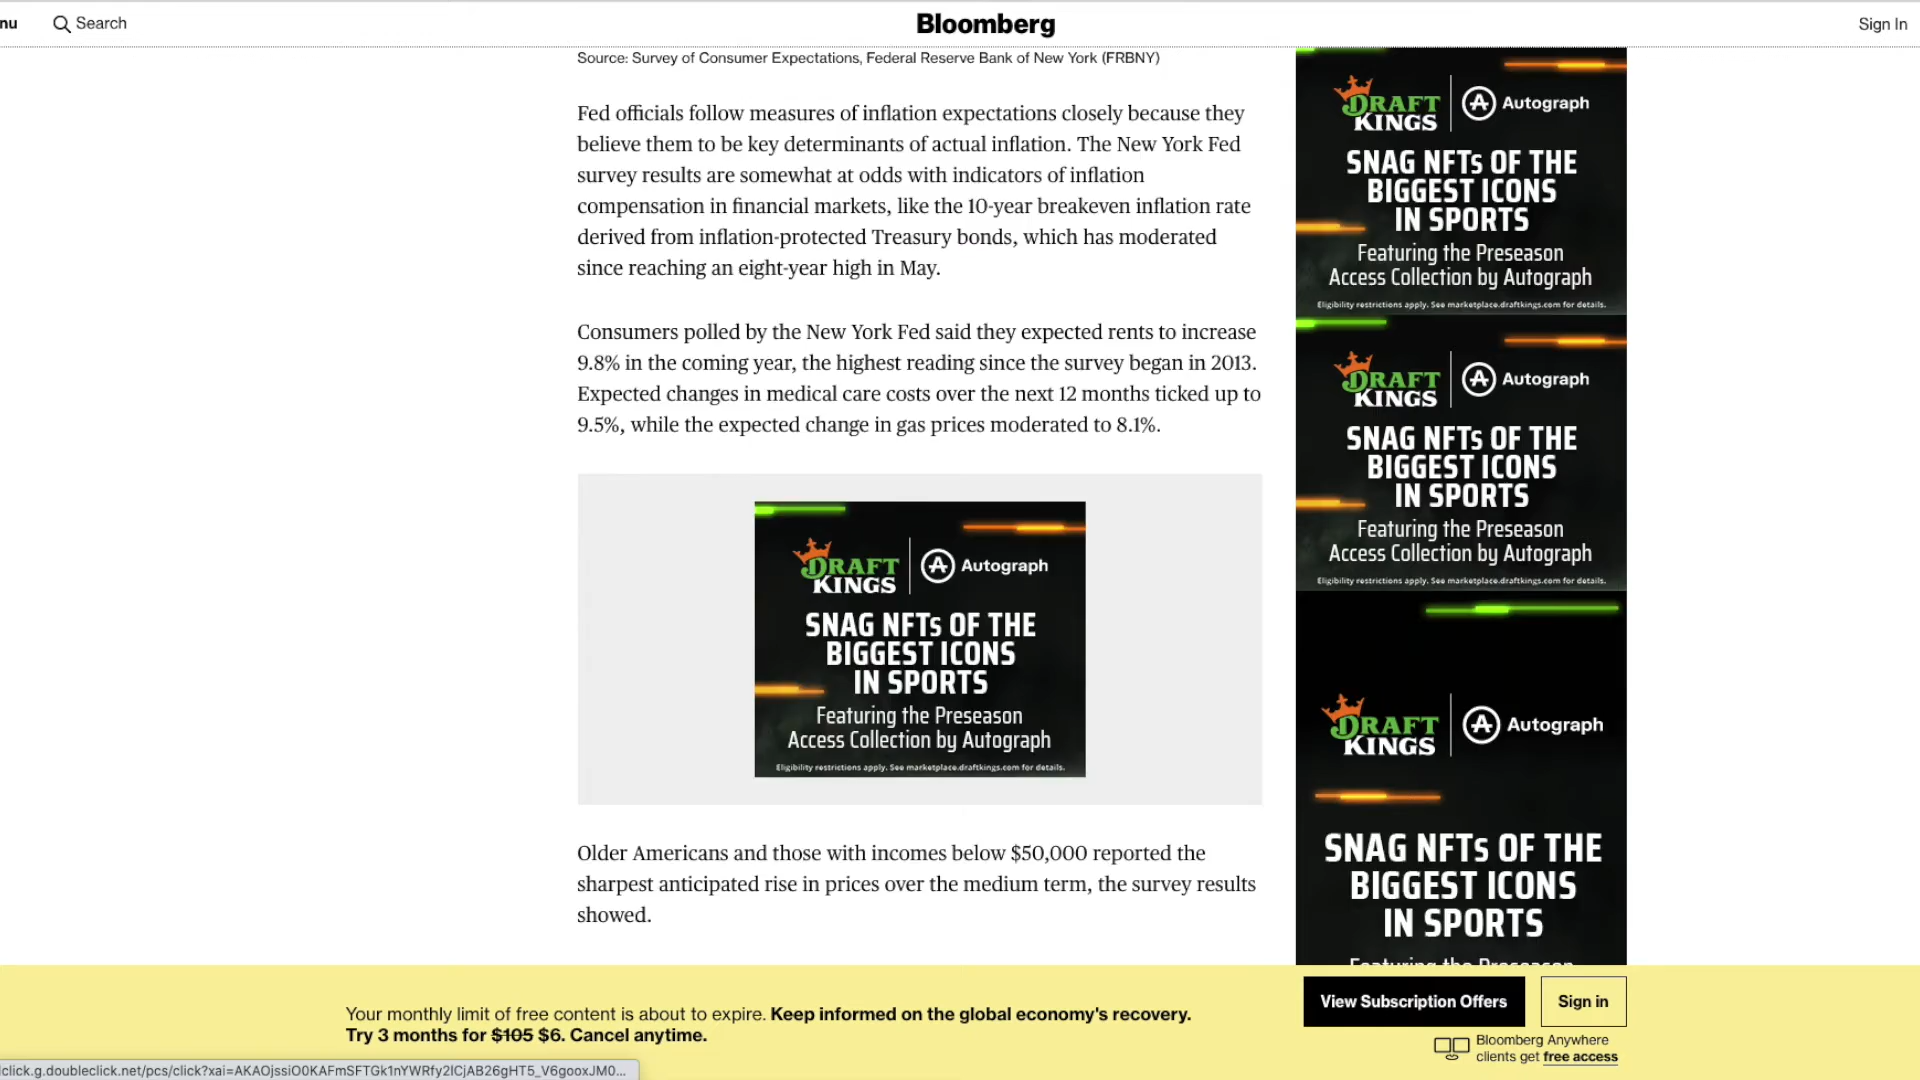 nu
Search
Bloomberg
Sign In
Source: Survey of Consumer Expectations, Federal Reserve Bank of New York (FRBNY)
Fed officials follow measures of inflation expectations closely because they
believe them to be key determinants of actual inflation. The New York Fed
survey results are somewhat at odds with indicators of inflation
compensation in financial markets, like the 10-year breakeven inflation rate
derived from inflation-protected Treasury bonds, which has moderated
since reaching an eight-year high in May.
Consumers polled by the New York Fed said they expected rents to increase
9.8% in the coming year, the highest reading since the survey began in 2013.
Expected changes in medical care costs over the next 12 months ticked up to
9.5%, while the expected change in gas prices moderated to 8.1%.
DRAFT
KINGS
Autograph
SNAG NFTs OF THE
BIGGEST ICONS
IN SPORTS
Featuring the Preseason
Access Collection by Autograph
Eligibility restrictions apply. See marketplace.draftkings.com for details.
Older Americans and those with incomes below $50,000 reported the
sharpest anticipated rise in prices over the medium term, the survey results
showed.
DRAFT
KINGS
Autograph
SNAG NFTs OF THE
BIGGEST ICONS
IN SPORTS
Featuring the Preseason
Access Collection by Autograph
Eligibility restrictions apply. See marketplace.draftkings.com for details.
DRAFT
KINGS
Autograph
SNAG NFTs OF THE
BIGGEST ICONS
IN SPORTS
Featuring the Preseason
Access Collection by Autograph
Eligibility restrictions apply. See marketplace.draftkings.com for details.
DRAFT
KINGS
Autograph
SNAG NFTs OF THE
BIGGEST ICONS
IN SPORTS
Featuring the Preseason
Your monthly limit of free content is about to expire. Keep informed on the global economy's recovery.
Try 3 months for $105 $6. Cancel anytime.
View Subscription Offers
Sign in
Bloomberg Anywhere
clients get free access